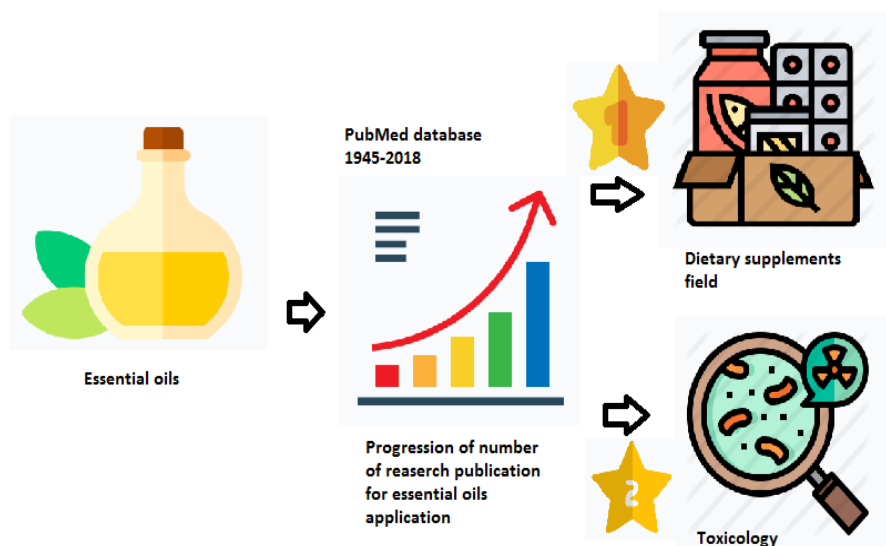 Essential oils
PubMed database
1945-2018
Progression of number
of reaserch publication
for essential oils
application
1
Dietary supplements
field
2
Toxicology